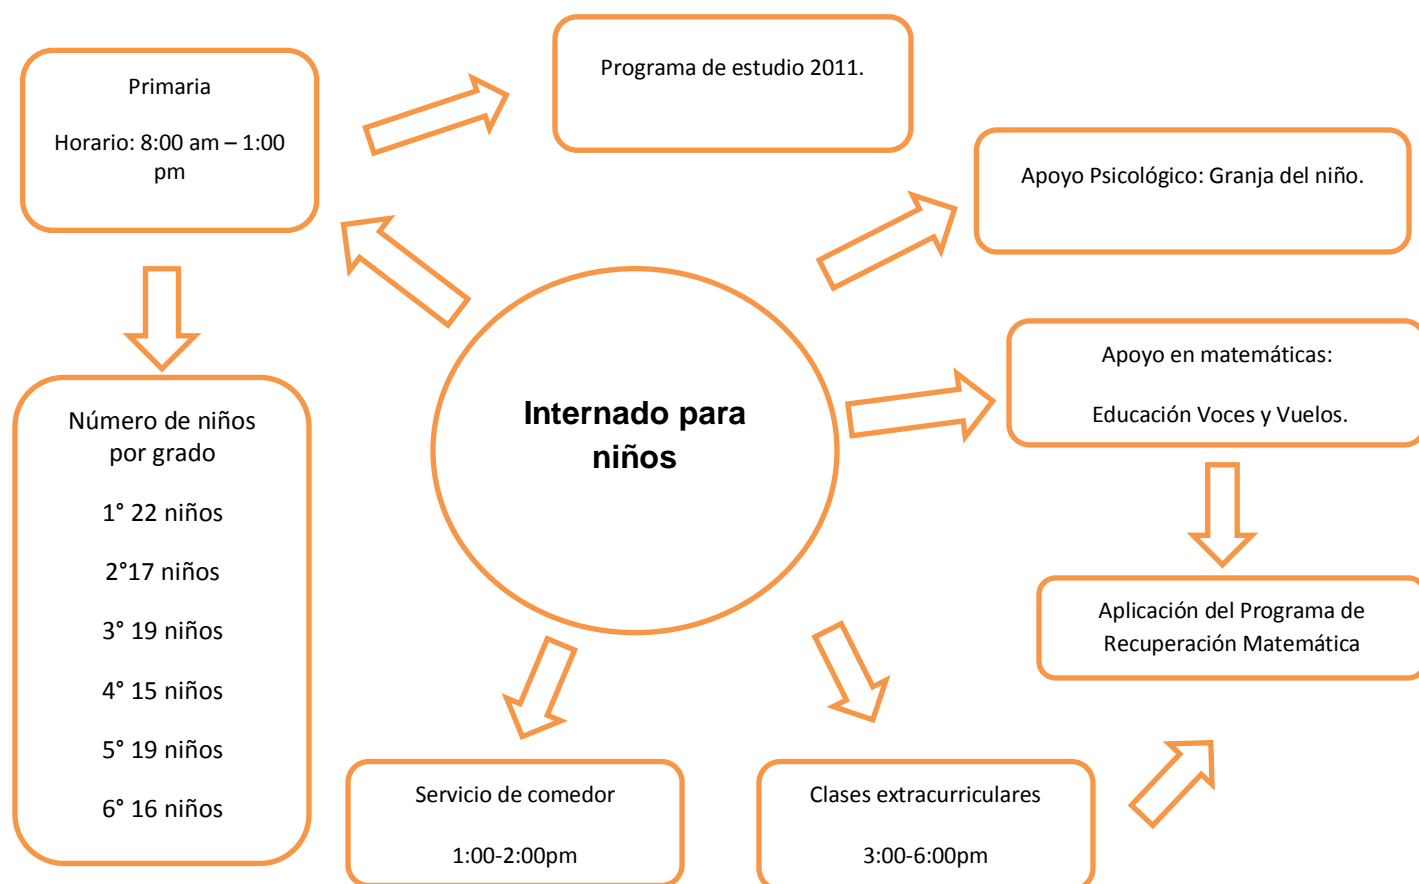 Primaria
Horario: 8:00 am – 1:00
pm
Programa de estudio 2011.
Apoyo Psicológico: Granja del niño.
Apoyo en matemáticas:
Educación Voces y Vuelos.
Internado para
niños
Número de niños
por grado
1° 22 niños
2°17 niños
3° 19 niños
4° 15 niños
5° 19 niños
6° 16 niños
Aplicación del Programa de
Recuperación Matemática
Servicio de comedor
1:00-2:00pm
Clases extracurriculares
3:00-6:00pm